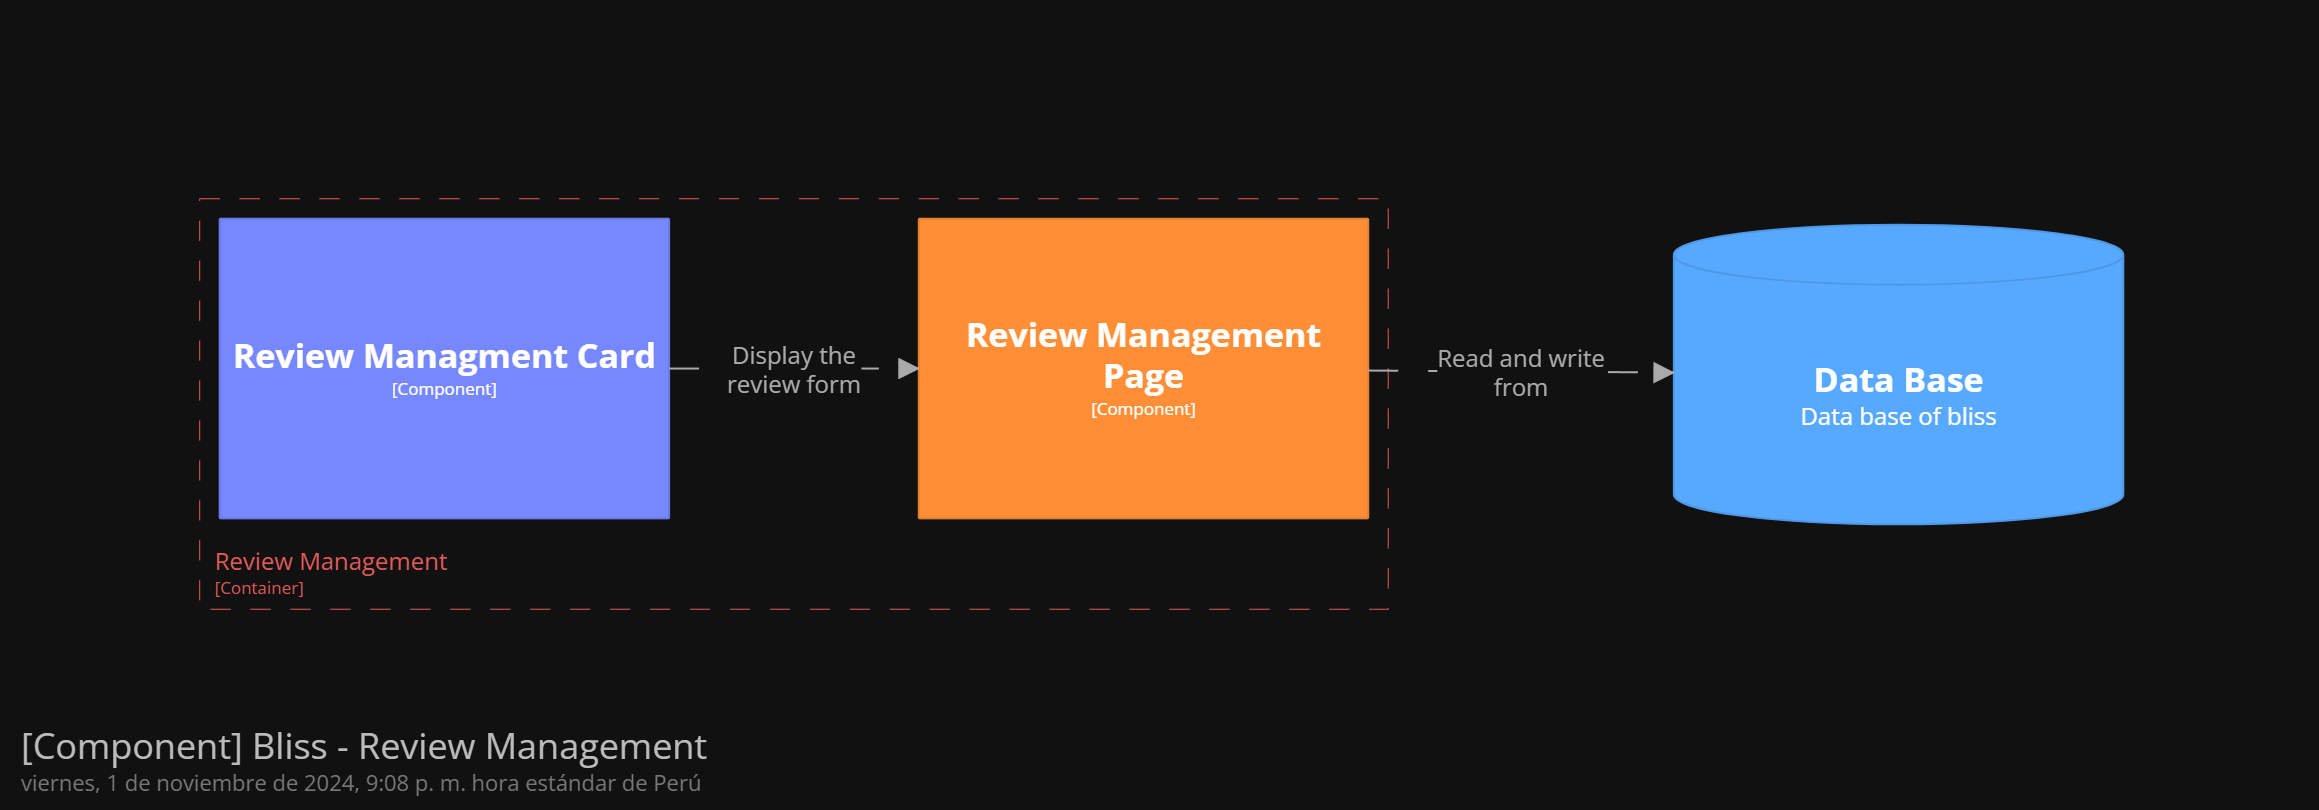 Review Managment Card
[Component]
Display the
review form
Review Management
Page
[Component]
Read and write
from
Data Base
Data base of bliss
Review Management
[Container]
[Component] Bliss - Review Management
viernes, 1 de noviembre de 2024, 9:08 p. m. hora estándar de Perú